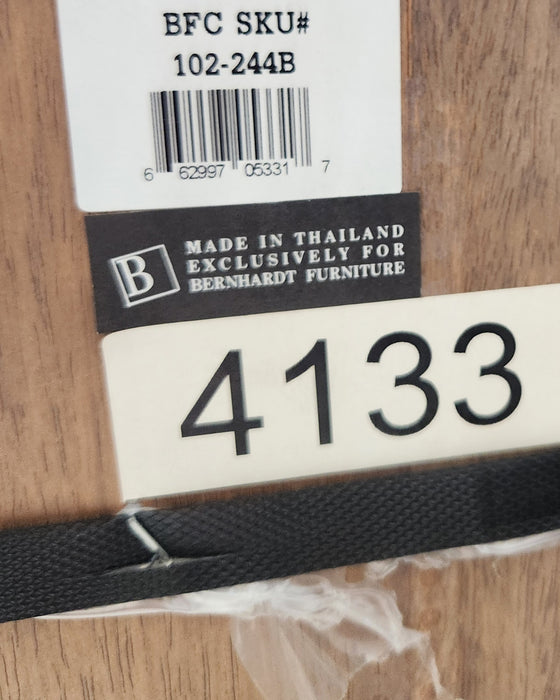 BFC SKU#
102-244B
6 62997 05331 7
B
MADE IN THAILAND
EXCLUSIVELY FOR
BERNHARDT FURNITURE
4133